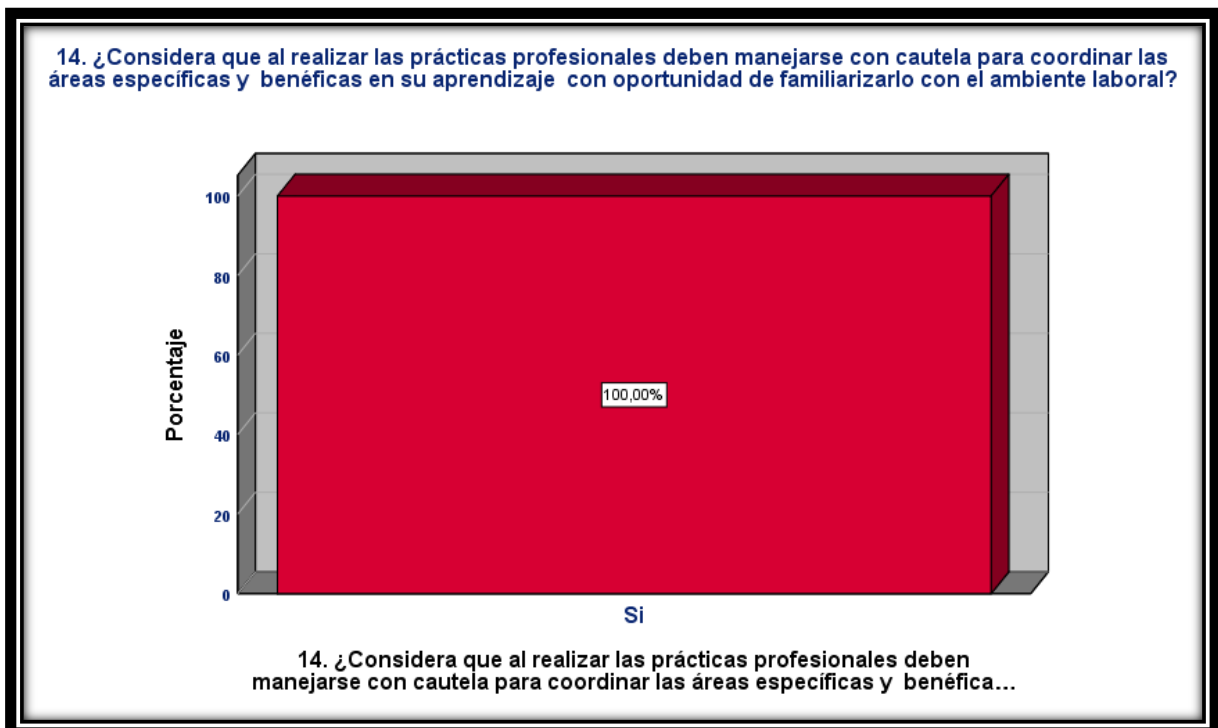 14. ¿Considera que al realizar las prácticas profesionales deben manejarse con cautela para coordinar las
áreas específicas y benéficas en su aprendizaje con oportunidad de familiarizarlo con el ambiente laboral?
100
80
60
40
20
0
Porcentaje
100,00%
Si
14. ¿Considera que al realizar las prácticas profesionales deben
manejarse con cautela para coordinar las áreas específicas y benéfica...